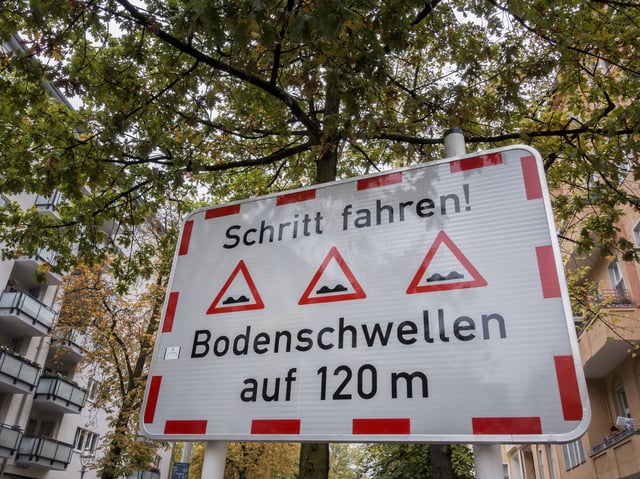 Schritt fahren!
Bodenschwellen
auf 120 m